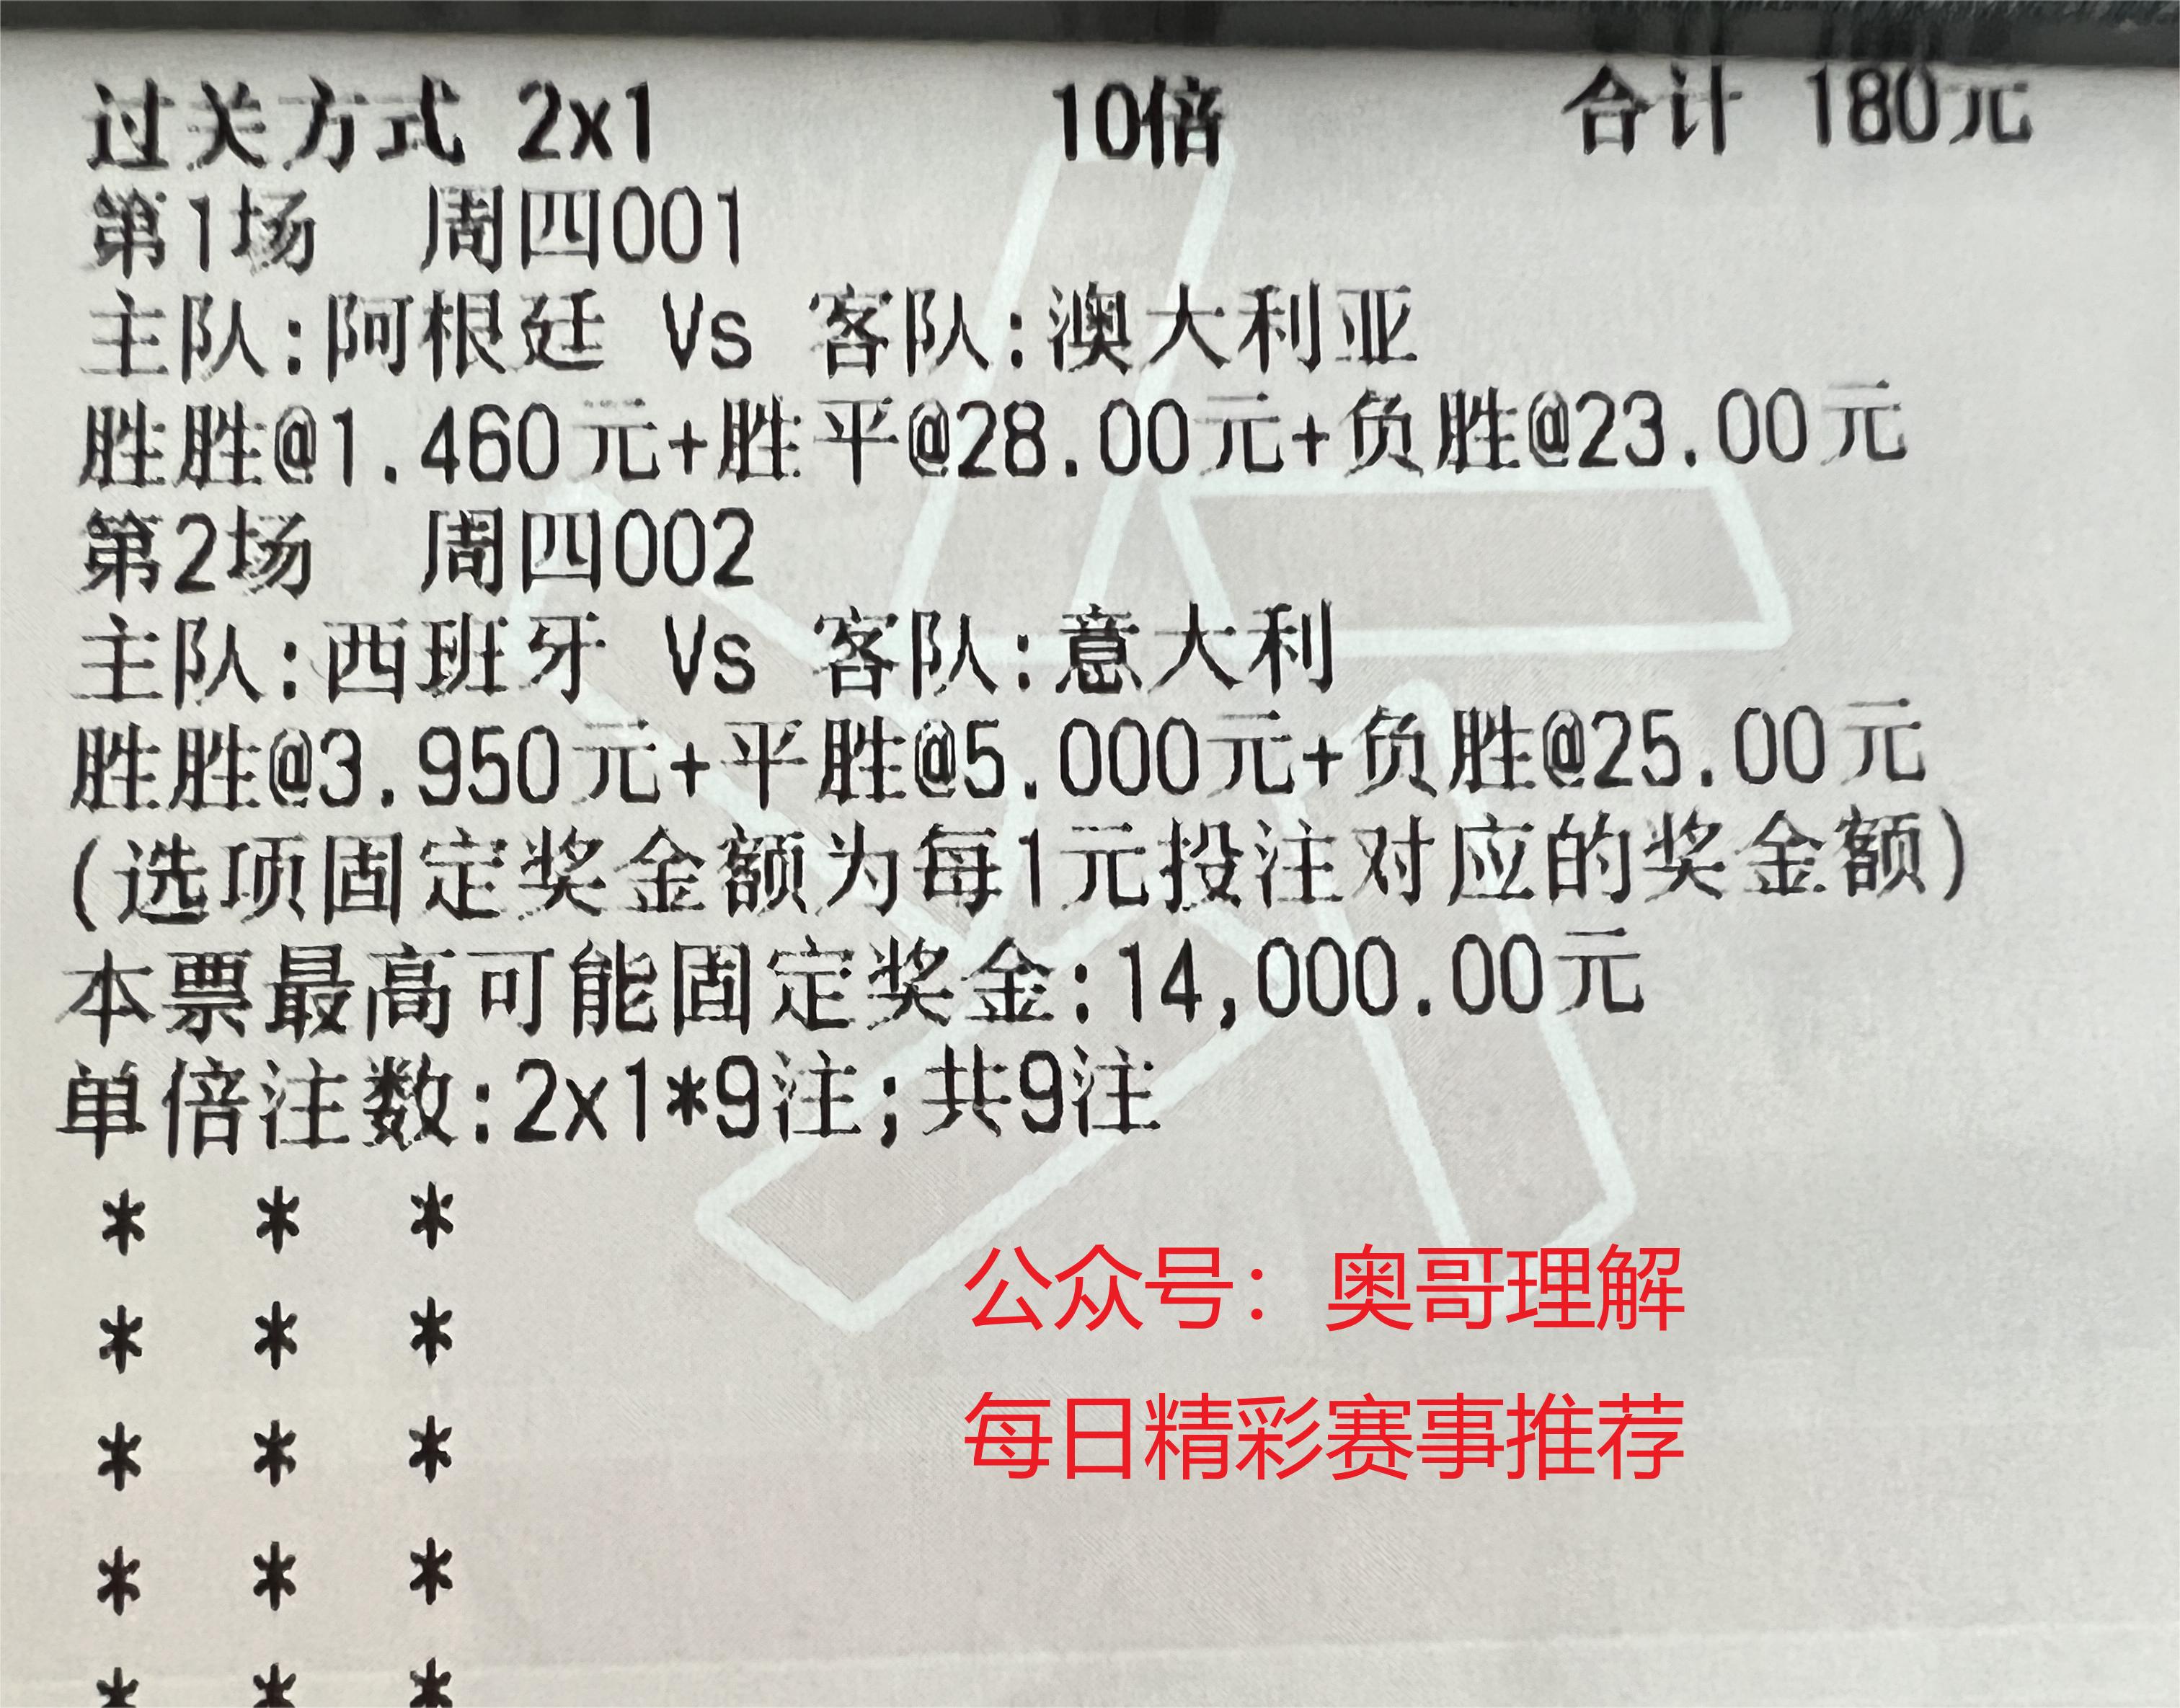 过关方式 2x1 10倍 合计 180元
第1场 周四001
主队:阿根廷 Vs 客队:澳大利亚
胜胜@1.460元+胜平@28.00元+负胜@23.00元
第2场 周四002
主队:西班牙 Vs 客队:意大利
胜胜@3.950元+平胜@5.000元+负胜@25.00元
(选项固定奖金额为每1元投注对应的奖金额)
本票最高可能固定奖金:14,000.00元
单倍注数:2x1*9注;共9注
* * *
* * *
公众号：奥哥理解
* * *
每日精彩赛事推荐
* * *
* * *